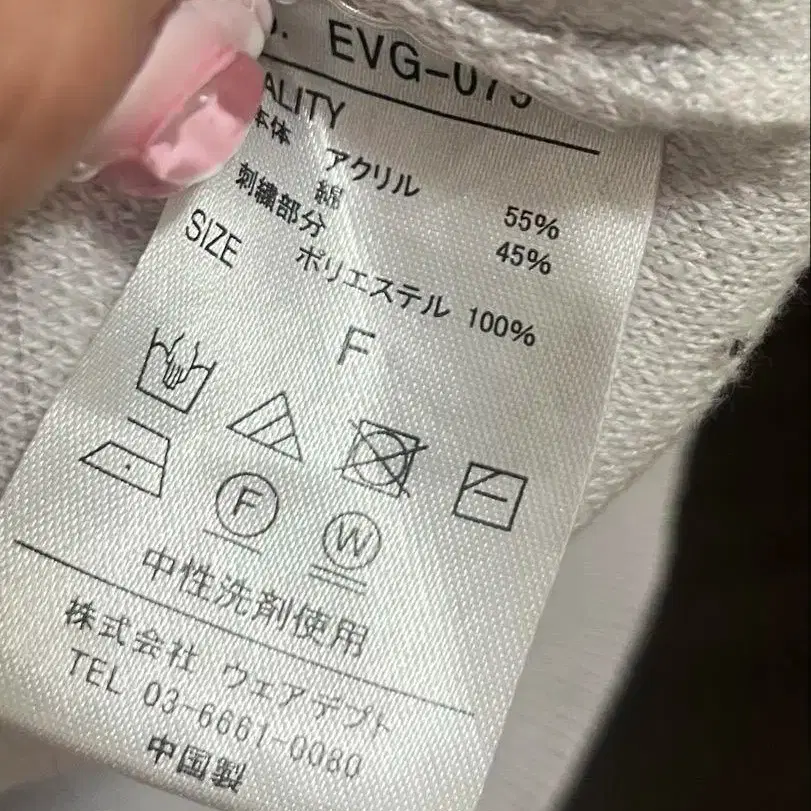 EVG-075
ALITY
本体 アクリル 55%
綿 45%
刺繍部分
ポリエステル 100%
SIZE F
F
W
中性洗剤使用
株式会社 ウェアデプト
TEL 03-6661-0080
中国製